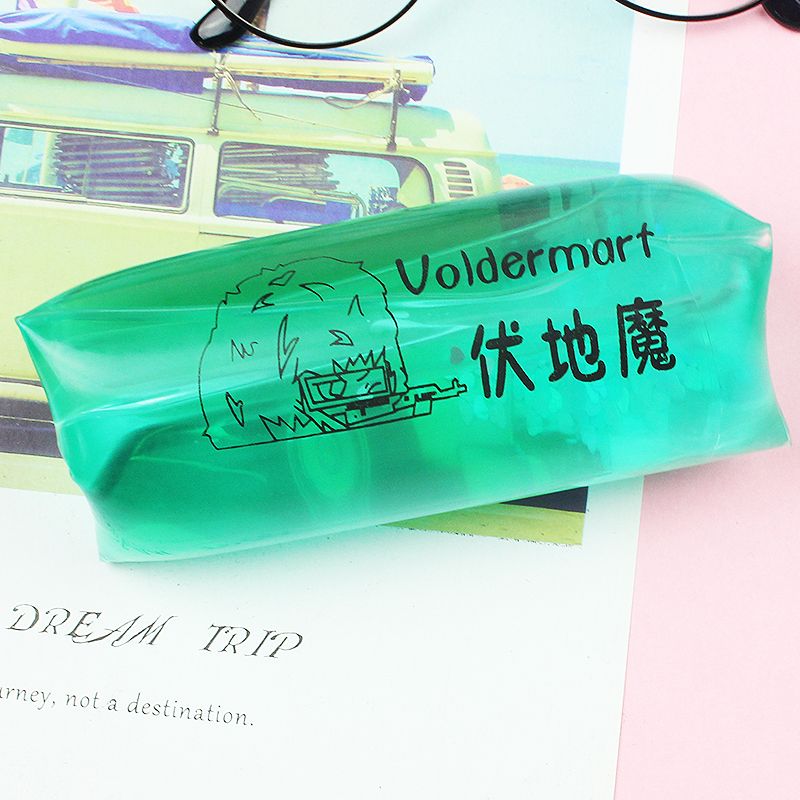 Voldermart
伏地魔
DREAM TRIP
urney, not a destination.